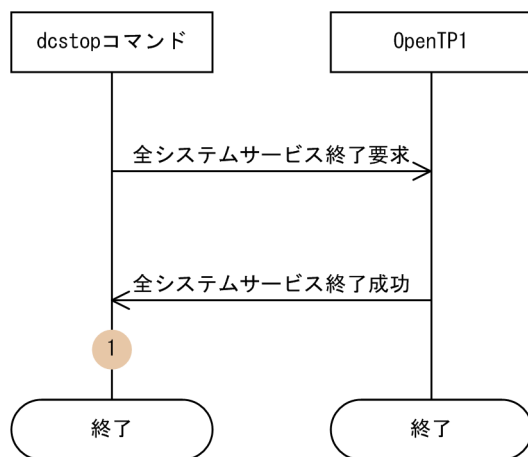 dcstopコマンド
OpenTP1
全システムサービス終了要求
全システムサービス終了成功
1
終了
終了